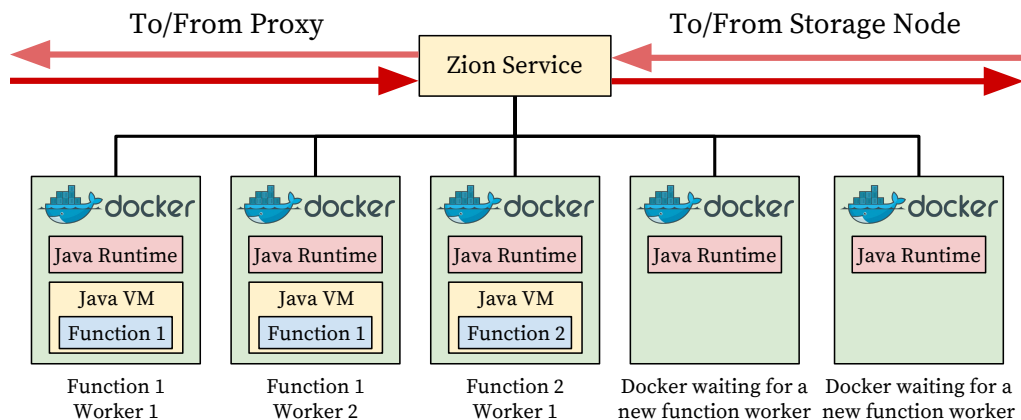 To/From Proxy
To/From Storage Node
Zion Service
docker
docker
docker
docker
docker
Java Runtime
Java Runtime
Java Runtime
Java Runtime
Java Runtime
Java VM
Java VM
Java VM
Function 1
Function 1
Function 2
Function 1
Worker 1
Function 1
Worker 2
Function 2
Worker 1
Docker waiting for a
new function worker
Docker waiting for a
new function worker